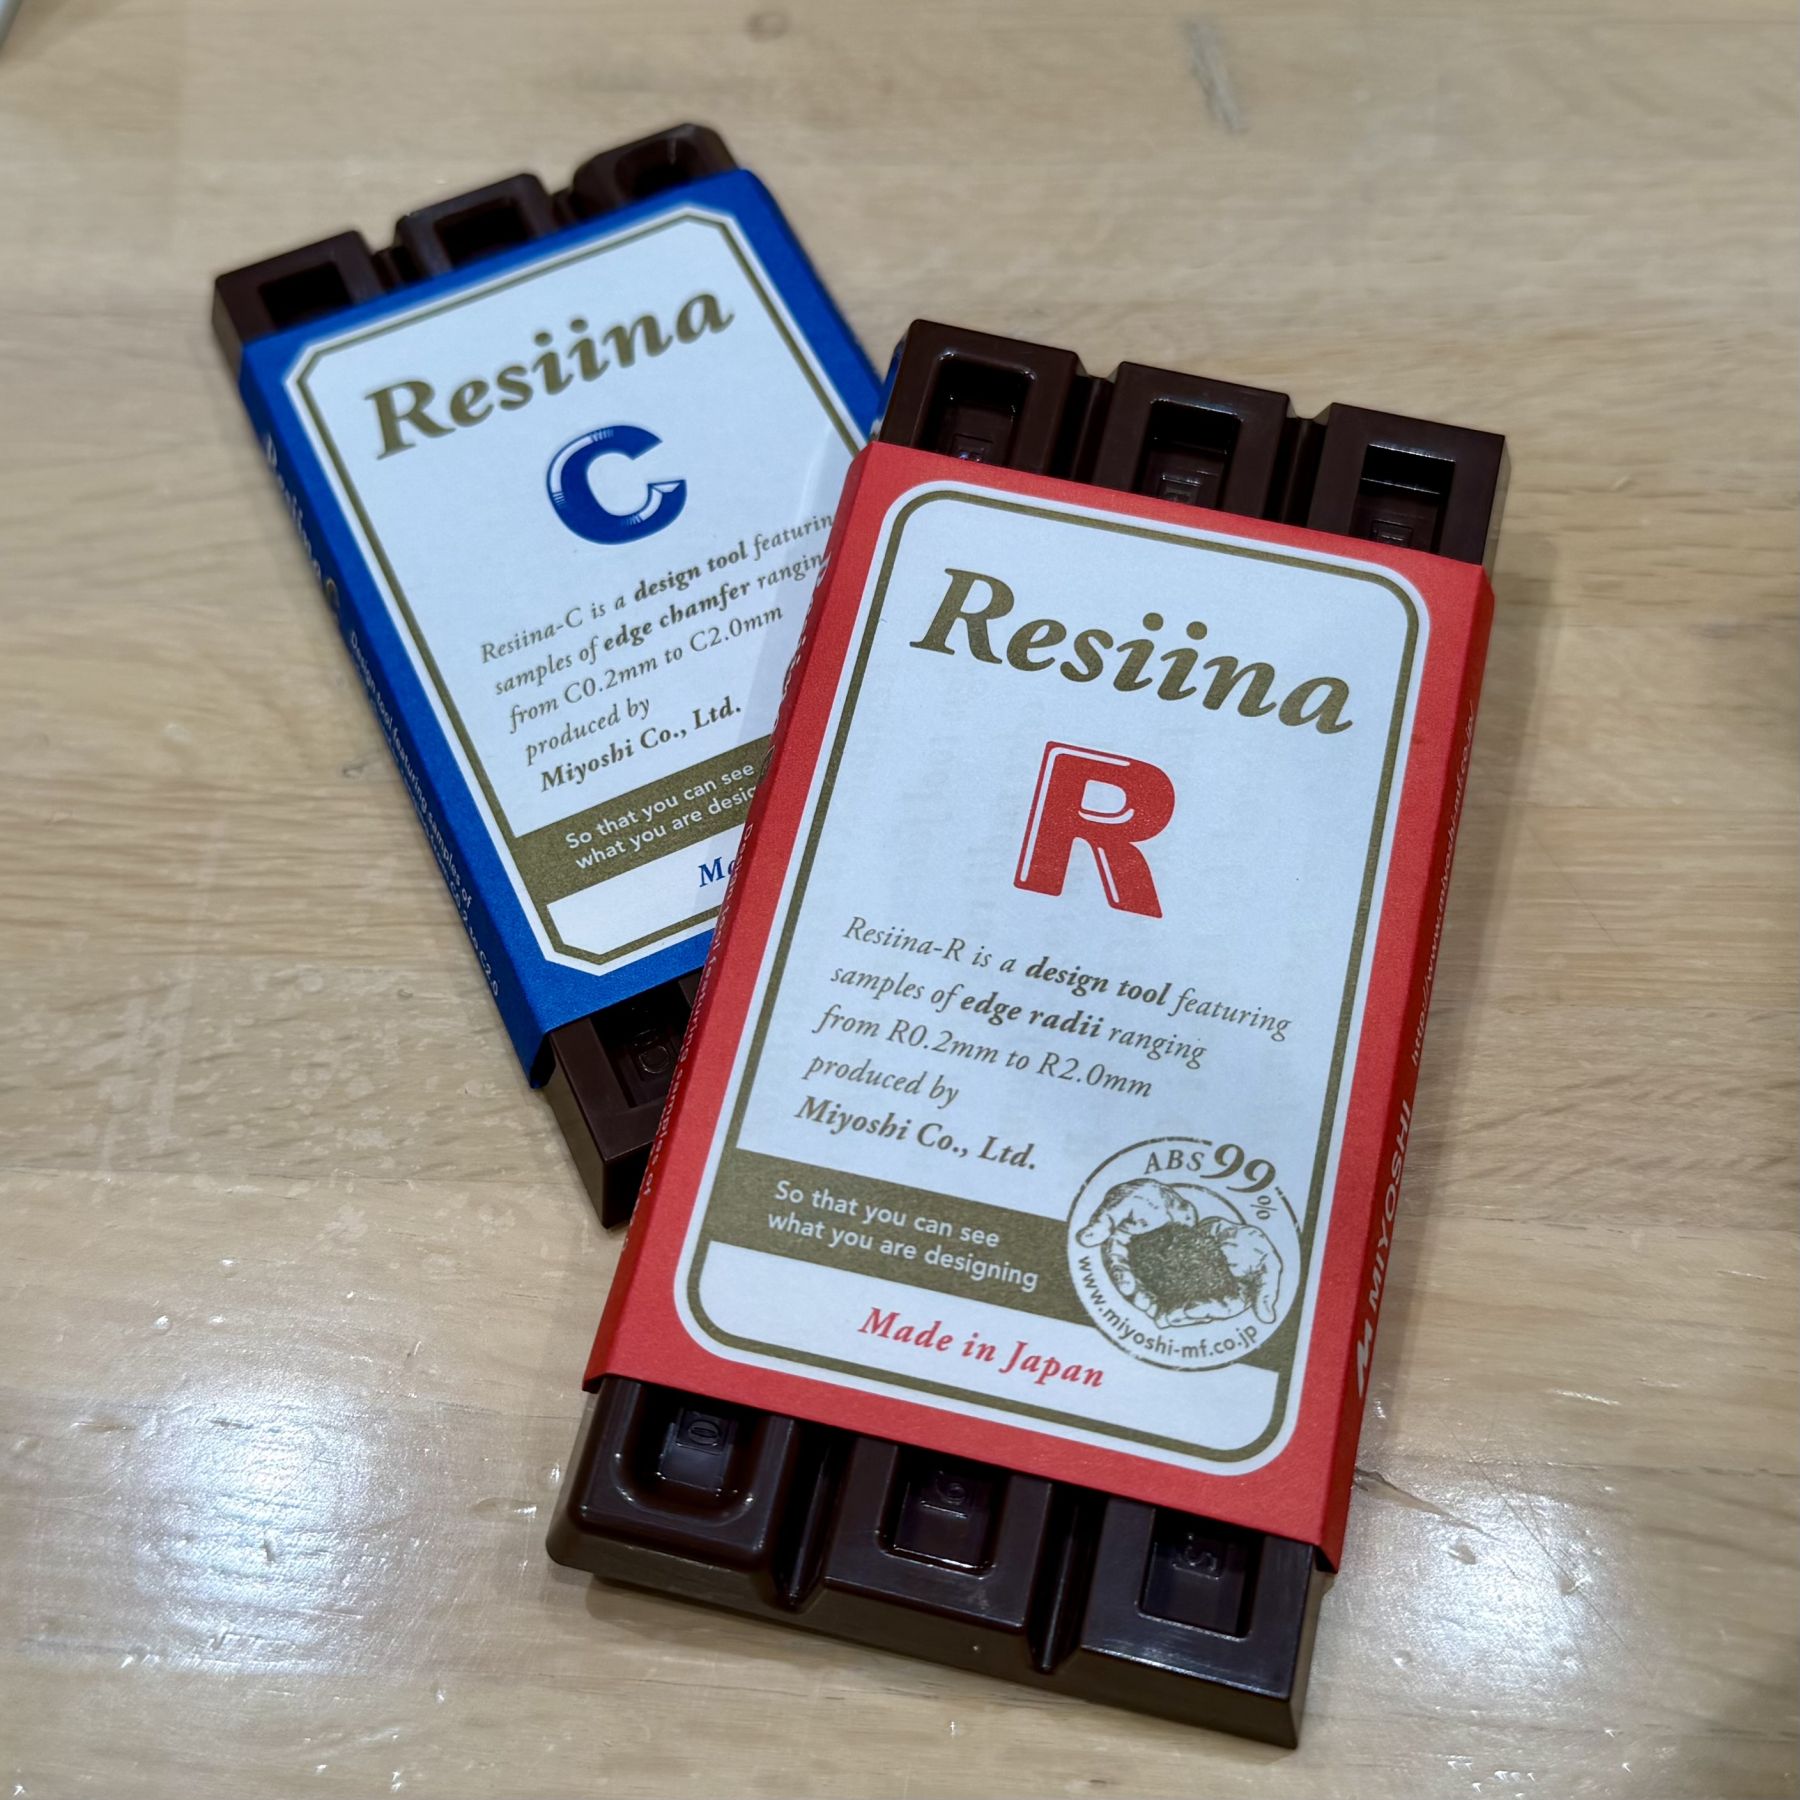 Resiina
C
Resiina-C is a design tool featurin
samples of edge chamfer rangin
from C0.2mm to C2.0mm
produced by
Miyoshi Co., Ltd.
So that you can see
what you are desig
Resiina
R
Resiina-R is a design tool featuring
samples of edge radii ranging
from R0.2mm to R2.0mm
produced by
Miyoshi Co., Ltd.
So that you can see
what you are designing
ABS 99%
www.miyoshi-mf.co.jp
Made in Japan
MIYOSHI